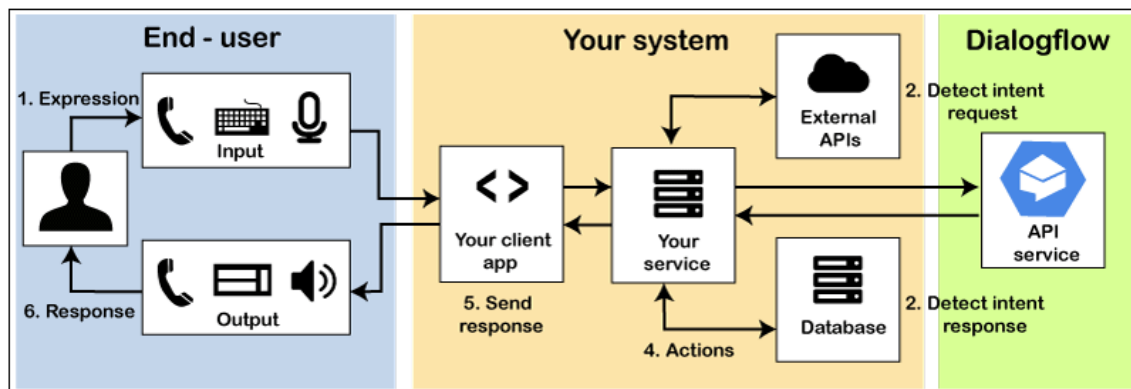 End - user
Your system
Dialogflow
1. Expression
Input
External
APIs
2. Detect intent
request
Your client
app
Your
service
API
service
6. Response
Output
5. Send
response
4. Actions
Database
2. Detect intent
response